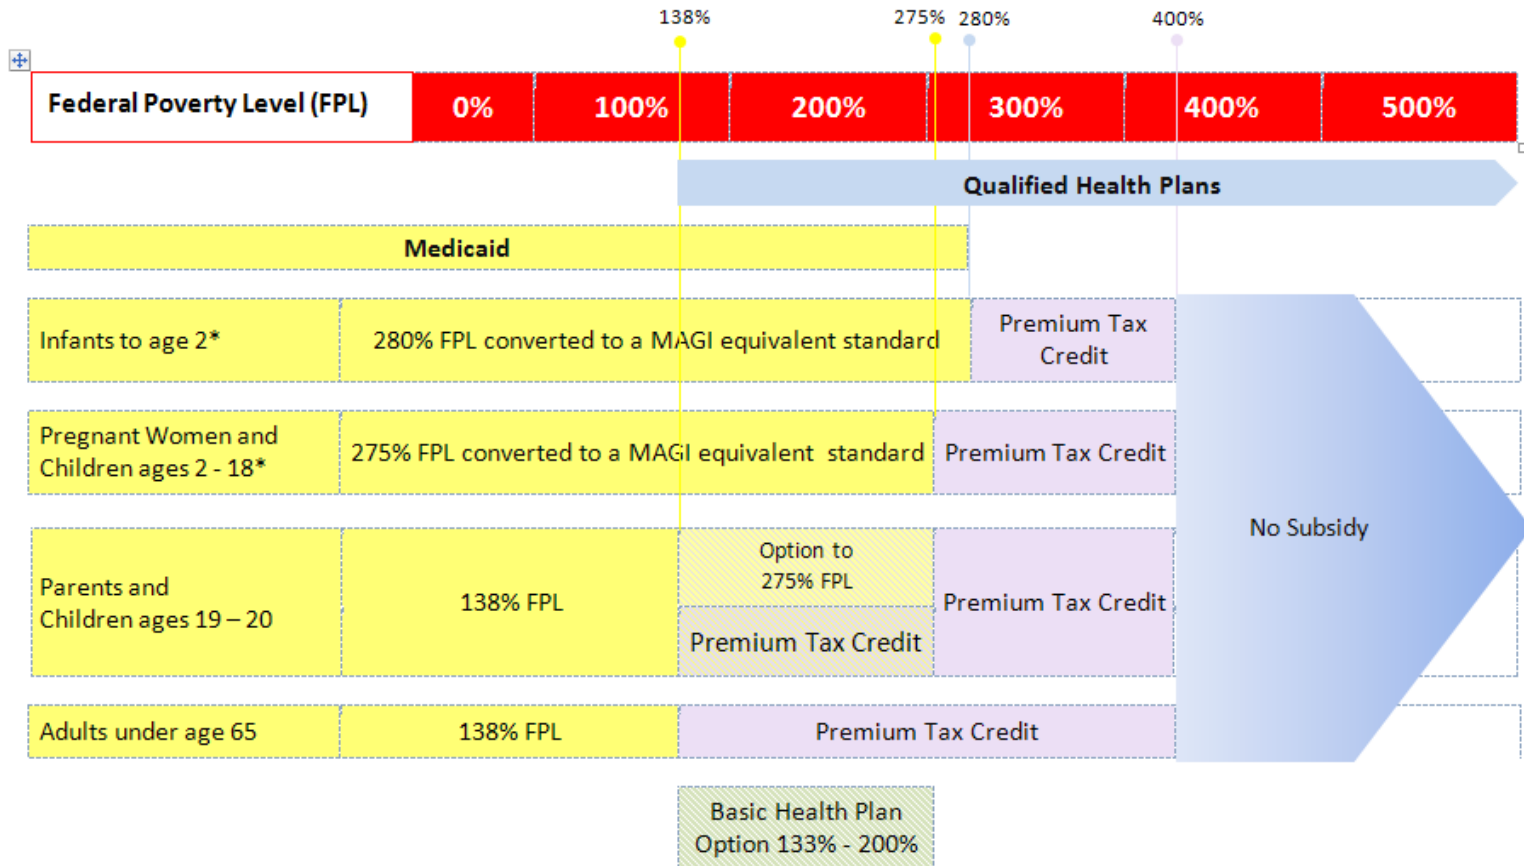 138% 275% 280% 400%
Federal Poverty Level (FPL) 0% 100% 200% 300% 400% 500%
Qualified Health Plans
Medicaid
Infants to age 2* 280% FPL converted to a MAGI equivalent standard
Premium Tax
Credit
Pregnant Women and
Children ages 2 - 18*
275% FPL converted to a MAGI equivalent standard
Premium Tax Credit
Parents and
Children ages 19 – 20
138% FPL
Option to
275% FPL
Premium Tax Credit
Premium Tax Credit
No Subsidy
Adults under age 65 138% FPL Premium Tax Credit
Basic Health Plan
Option 133% - 200%